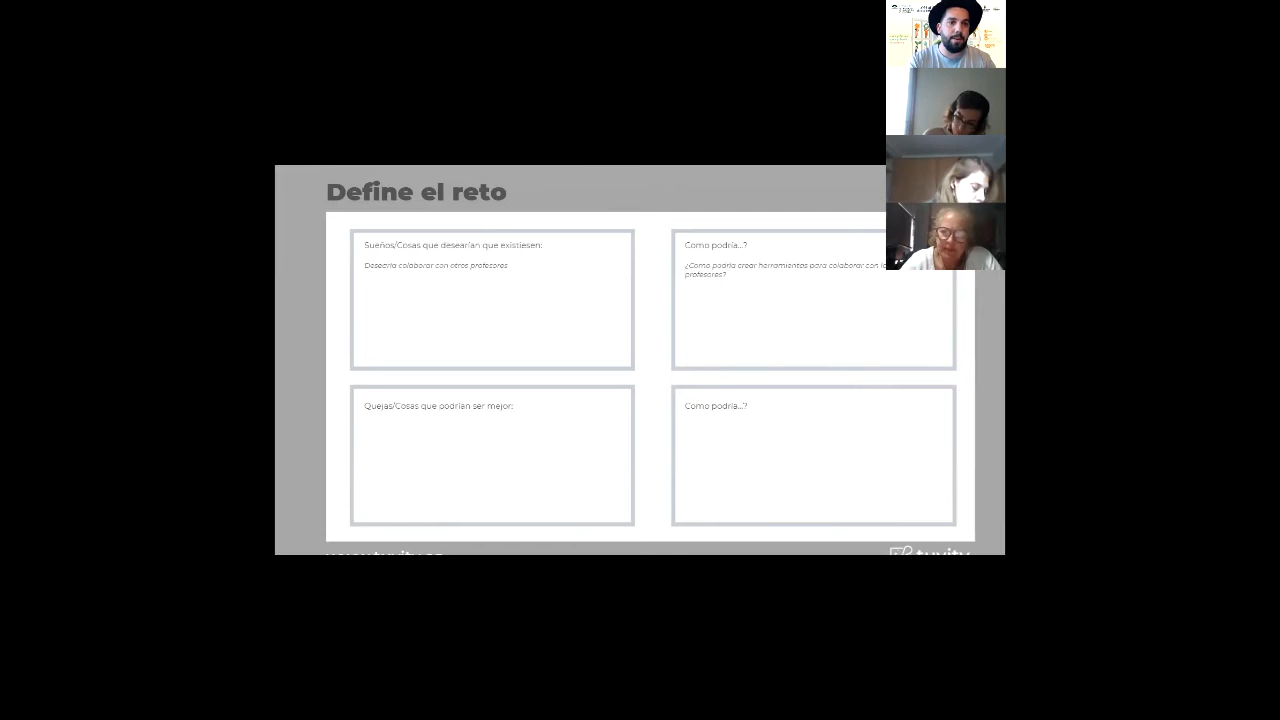 Define el reto
Sueños/Cosas que desearían que existiesen:
Desearía colaborar con otros profesores
Como podría...?
¿Como podría crear herramientas para colaborar con
profesores?
Quejas/Cosas que podrían ser mejor:
Como podría...?
tuvity